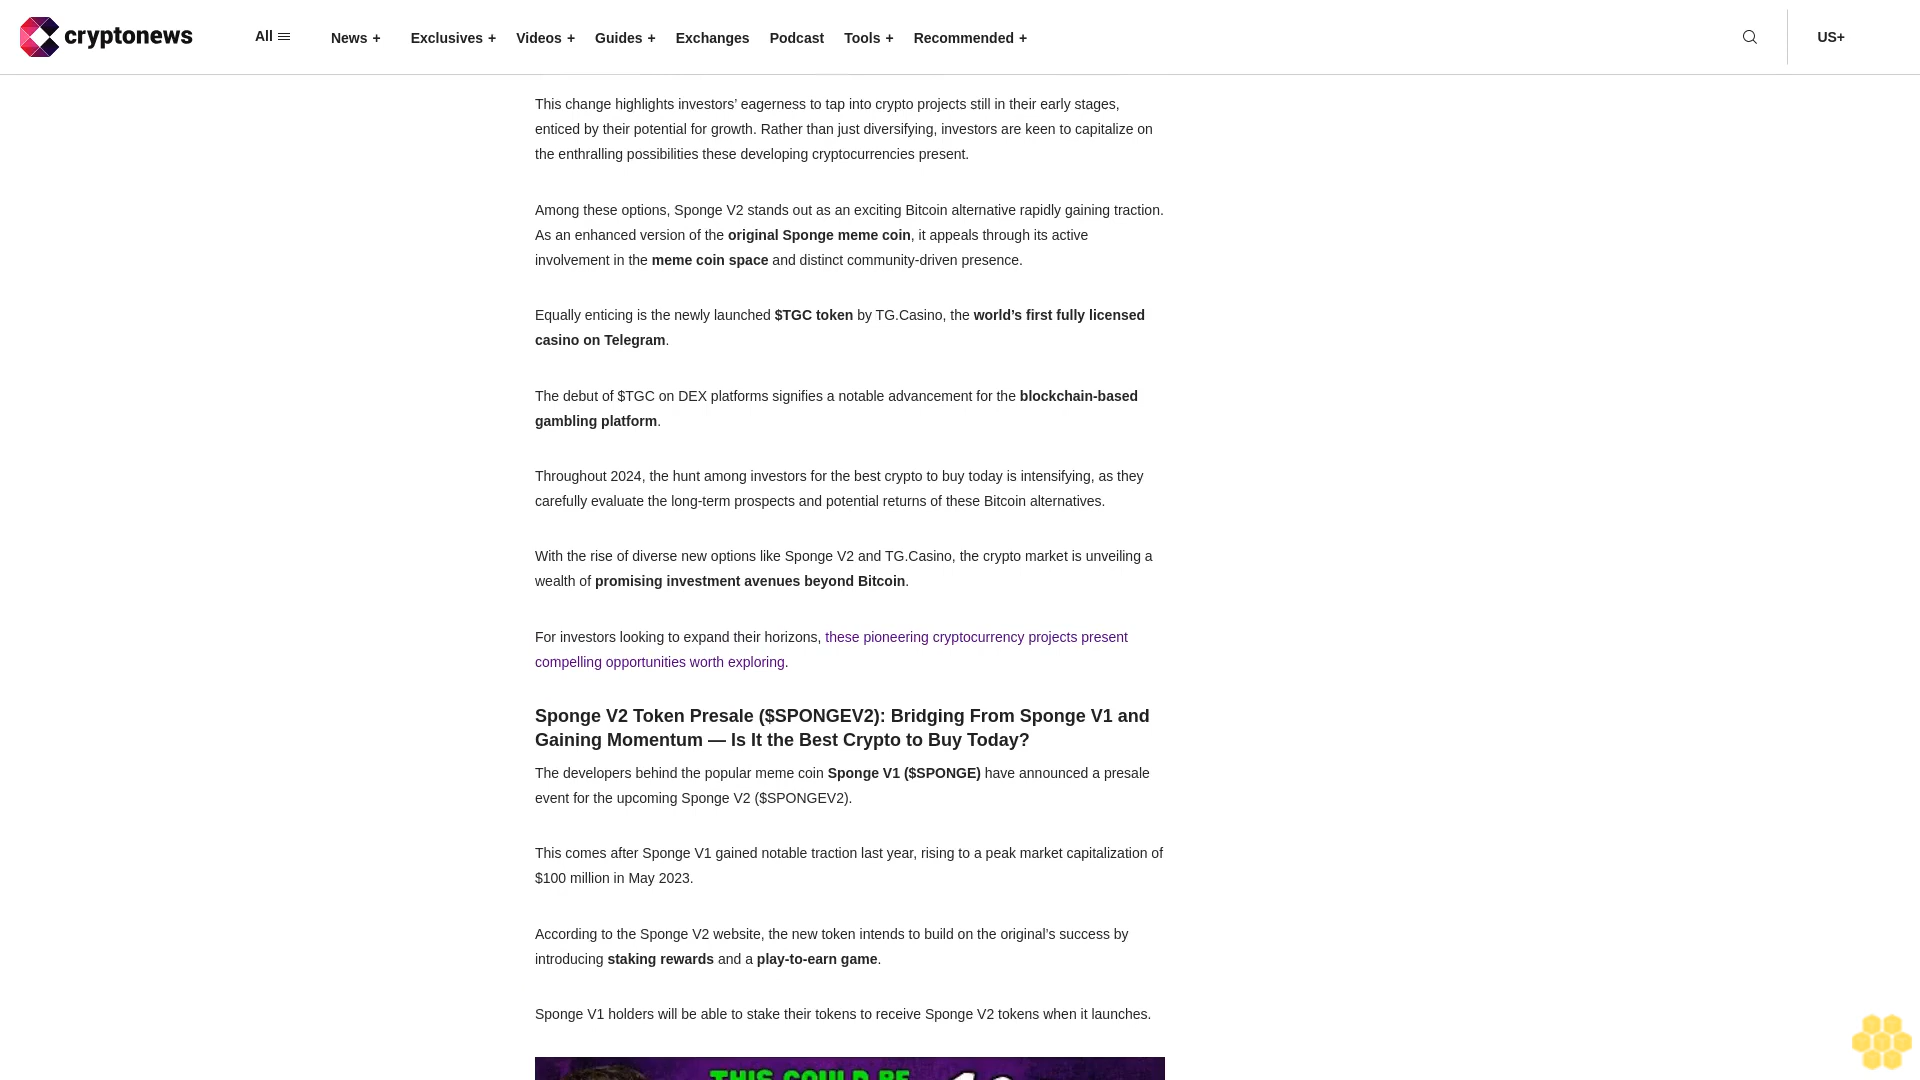 cryptonews
All
News +
Exclusives +
Videos +
Guides +
Exchanges
Podcast
Tools +
Recommended +
US+
This change highlights investors’ eagerness to tap into crypto projects still in their early stages,
enticed by their potential for growth. Rather than just diversifying, investors are keen to capitalize on
the enthralling possibilities these developing cryptocurrencies present.
Among these options, Sponge V2 stands out as an exciting Bitcoin alternative rapidly gaining traction.
As an enhanced version of the original Sponge meme coin, it appeals through its active
involvement in the meme coin space and distinct community-driven presence.
Equally enticing is the newly launched $TGC token by TG.Casino, the world’s first fully licensed
casino on Telegram.
The debut of $TGC on DEX platforms signifies a notable advancement for the blockchain-based
gambling platform.
Throughout 2024, the hunt among investors for the best crypto to buy today is intensifying, as they
carefully evaluate the long-term prospects and potential returns of these Bitcoin alternatives.
With the rise of diverse new options like Sponge V2 and TG.Casino, the crypto market is unveiling a
wealth of promising investment avenues beyond Bitcoin.
For investors looking to expand their horizons, these pioneering cryptocurrency projects present
compelling opportunities worth exploring.
Sponge V2 Token Presale ($SPONGEV2): Bridging From Sponge V1 and
Gaining Momentum — Is It the Best Crypto to Buy Today?
The developers behind the popular meme coin Sponge V1 ($SPONGE) have announced a presale
event for the upcoming Sponge V2 ($SPONGEV2).
This comes after Sponge V1 gained notable traction last year, rising to a peak market capitalization of
$100 million in May 2023.
According to the Sponge V2 website, the new token intends to build on the original’s success by
introducing staking rewards and a play-to-earn game.
Sponge V1 holders will be able to stake their tokens to receive Sponge V2 tokens when it launches.
THIS COULD BE